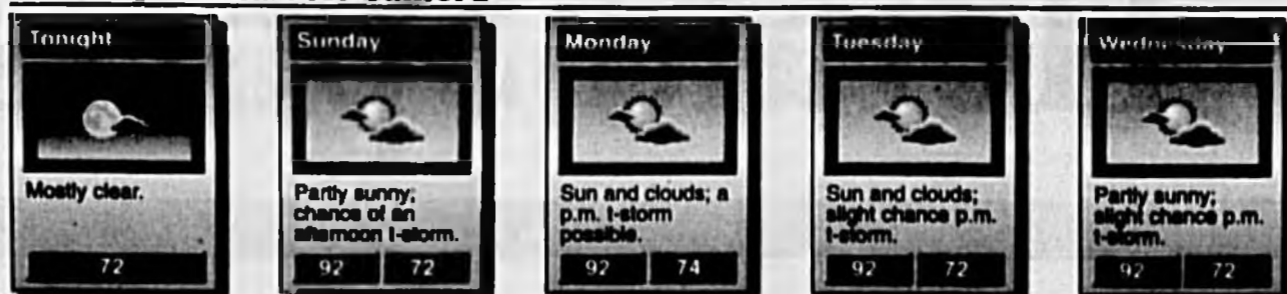 Tonight
Mostly clear.
72
Sunday
Partly sunny;
chance of an
afternoon t-storm.
92 72
Monday
Sun and clouds; a
p.m. t-storm
possible.
92 74
Tuesday
Sun and clouds;
slight chance p.m.
t-storm.
92 72
Wednesday
Partly sunny;
slight chance p.m.
t-storm.
92 72